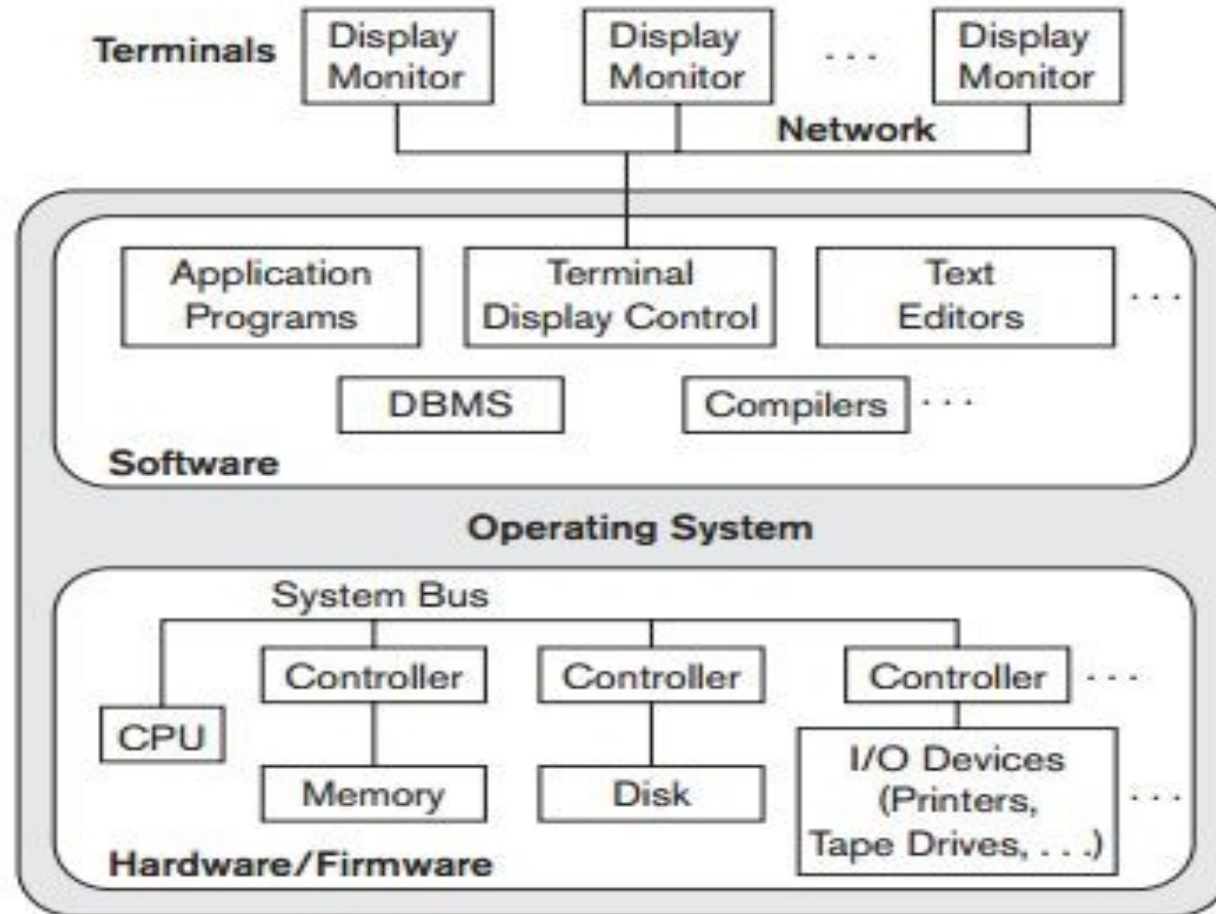 Terminals
Display Monitor
Display Monitor
. . .
Display Monitor
Network
Application
Programs
Terminal
Display Control
Text
Editors
. . .
DBMS
Compilers
. . .
Software
Operating System
System Bus
Controller
Controller
Controller
. . .
CPU
Memory
Disk
I/O Devices
(Printers,
Tape Drives, . . .)
. . .
Hardware/Firmware